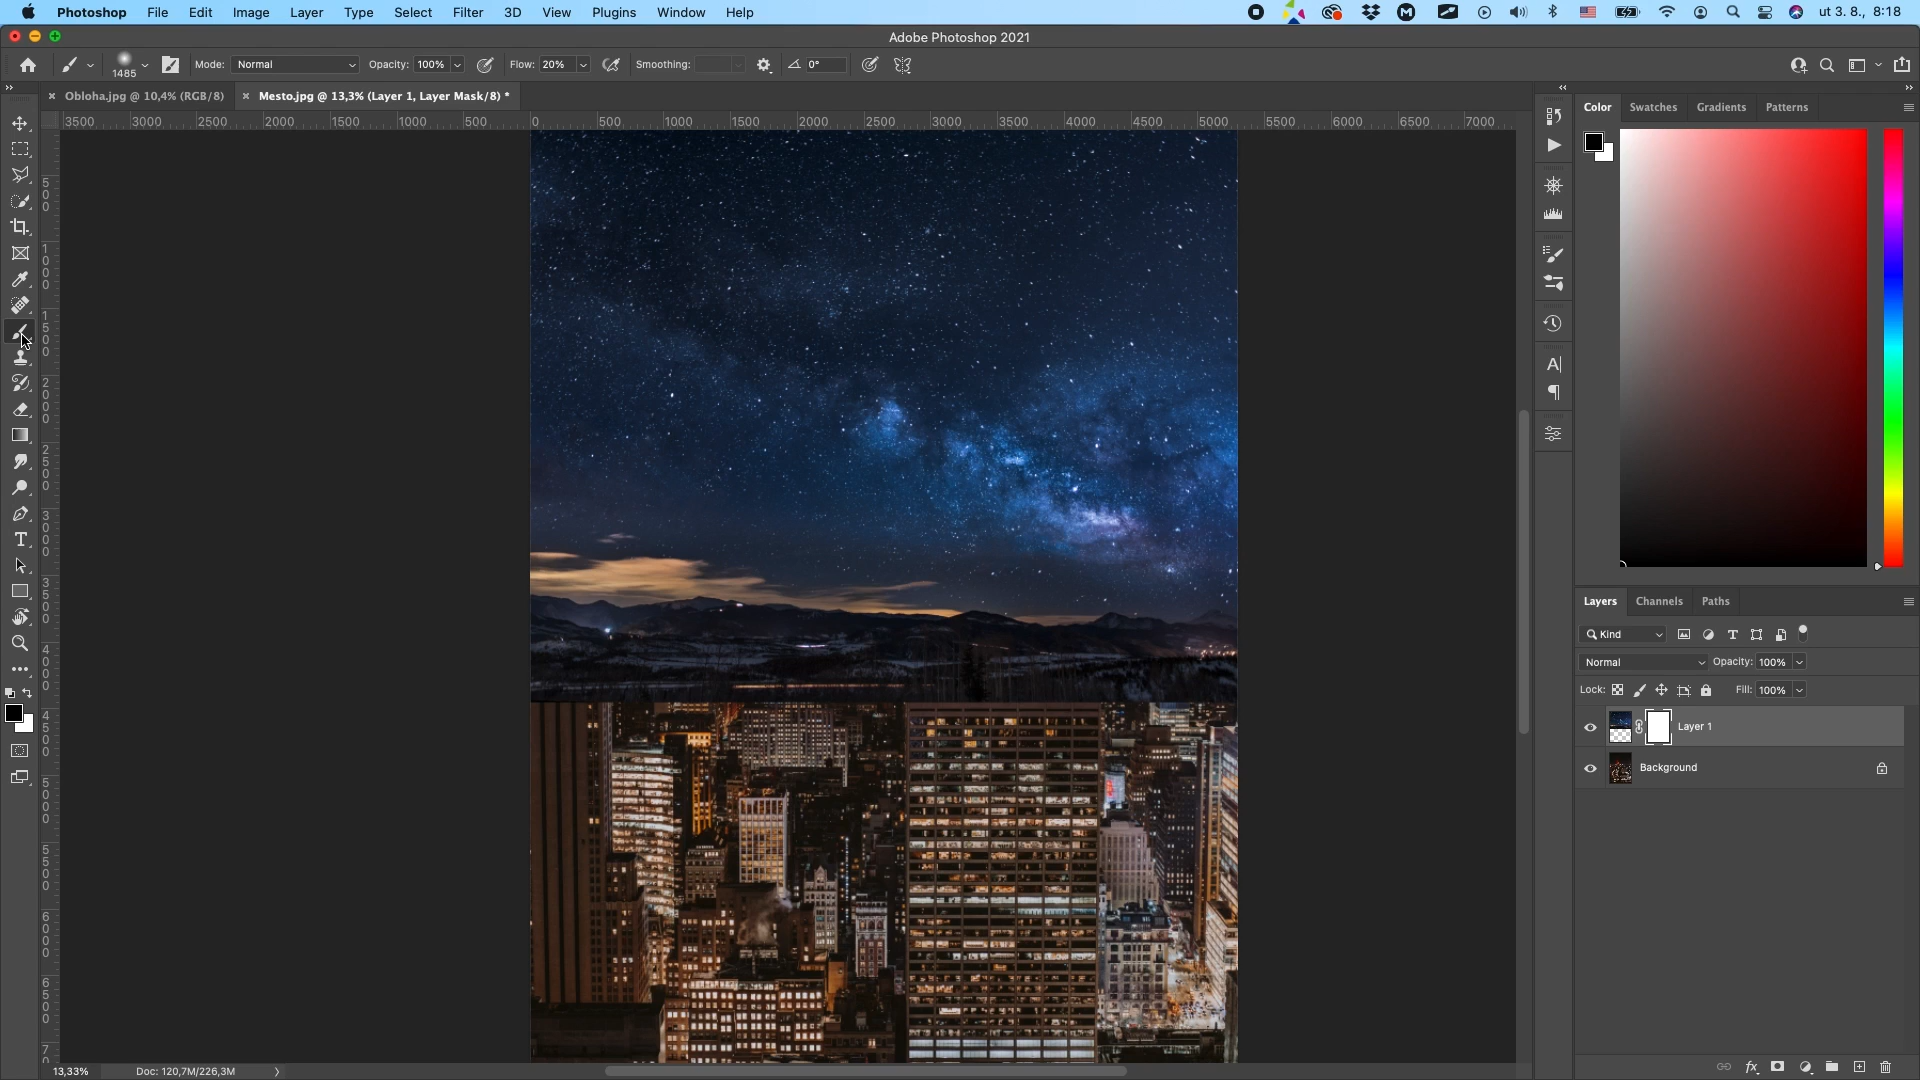 Photoshop File Edit Image Layer Type Select Filter 3D View Plugins Window Help ut 3. 8., 8:18
Adobe Photoshop 2021
1485 Mode: Normal Opacity: 100% Flow: 20% Smoothing: 0°
Obloha.jpg @ 10,4% (RGB/8) Mesto.jpg @ 13,3% (Layer 1, Layer Mask/8) *
3500 3000 2500 2000 1500 1000 500 0 500 1000 1500 2000 2500 3000 3500 4000 4500 5000 5500 6000 6500 7000
500
1000
1500
2000
2500
3000
3500
4000
4500
5000
5500
6000
6500
70
Color Swatches Gradients Patterns
Layers Channels Paths
Kind
Normal Opacity: 100%
Lock: Fill: 100%
Layer 1
Background
13,33% Doc: 120,7M/226,3M